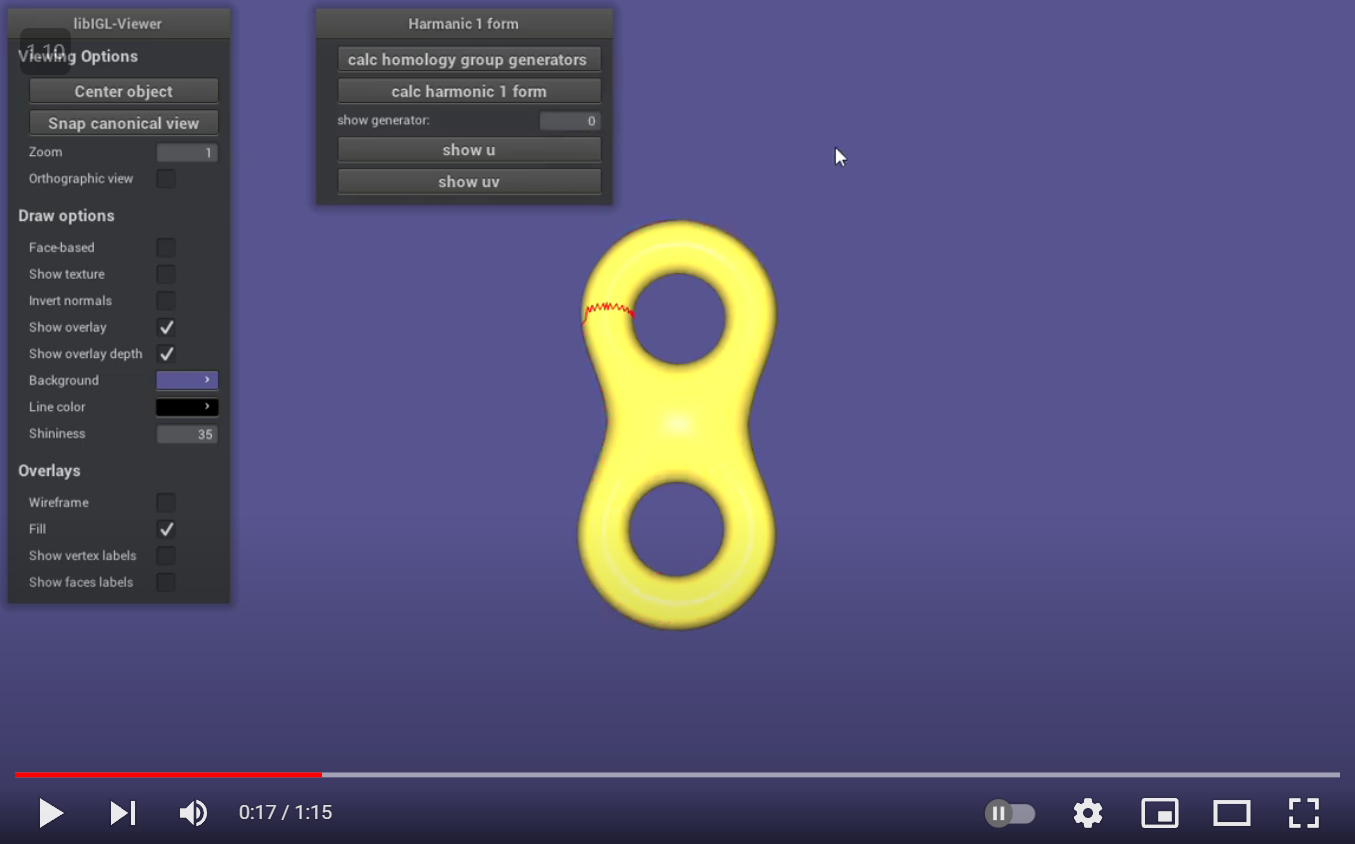 libIGL-Viewer
1.10
Viewing Options
Center object
Snap canonical view
Zoom 1
Orthographic view
Draw options
Face-based
Show texture
Invert normals
Show overlay
Show overlay depth
Background
Line color
Shininess 35
Overlays
Wireframe
Fill
Show vertex labels
Show faces labels
Harmanic 1 form
calc homology group generators
calc harmonic 1 form
show generator: 0
show u
show uv
0:17 / 1:15